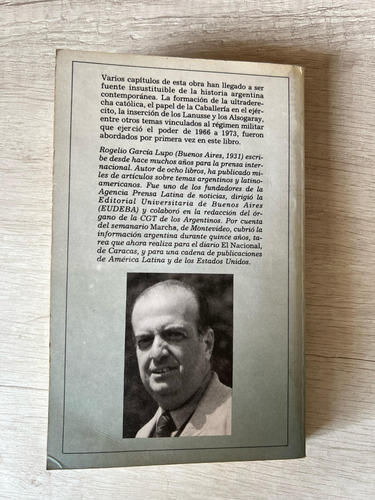 Varios capítulos de esta obra han llegado a ser
fuente insustituible de la historia argentina
contemporánea. La formación de la ultradere-
cha católica, el papel de la Caballería en el ejér-
cito, la inserción de los Lanusse y los Alsogaray,
entre otros temas vinculados al régimen militar
que ejerció el poder de 1966 a 1973, fueron
abordados por primera vez en este libro.
Rogelio García Lupo (Buenos Aires, 1931) escri-
be desde hace muchos años para la prensa inter-
nacional. Autor de ocho libros, ha publicado mi-
les de artículos sobre temas argentinos y latino-
americanos. Fue uno de los fundadores de la
Agencia Prensa Latina de noticias, dirigió la
Editorial Universitaria de Buenos Aires
(EUDEBA) y colaboró en la redacción del ór-
gano de la CGT de los Argentinos. Por cuenta
del semanario Marcha, de Montevideo, cubrió la
información argentina durante quince años, ta-
rea que ahora realiza para el diario El Nacional,
de Caracas, y para una cadena de publicaciones
de América Latina y de los Estados Unidos.